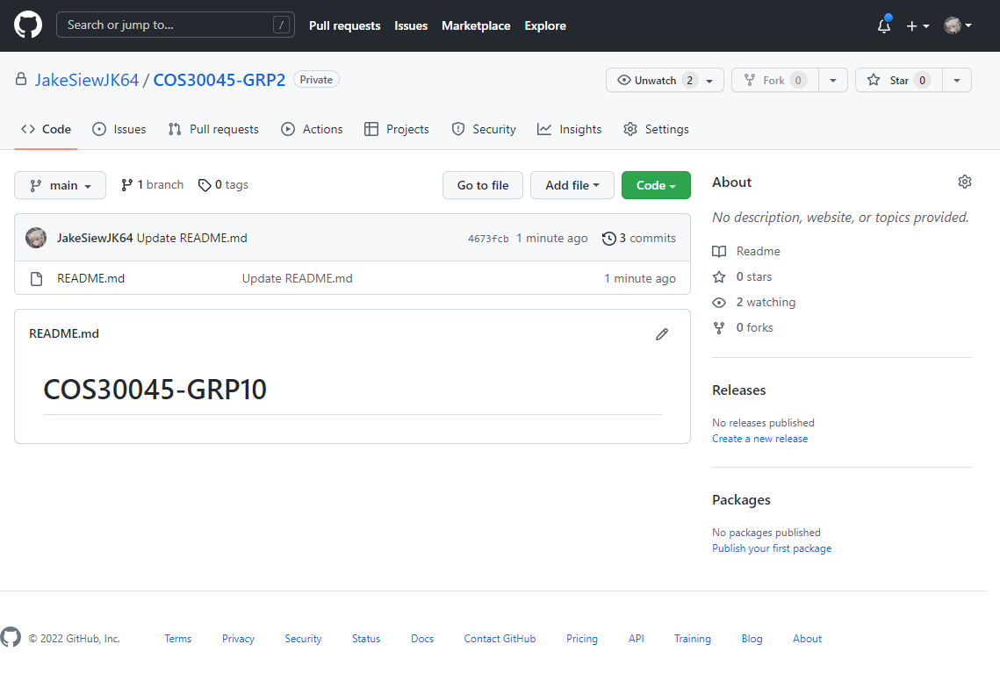 Search or jump to... / Pull requests Issues Marketplace Explore
JakeSiewJK64 / COS30045-GRP2 Private Unwatch 2 Fork 0 Star 0
Code Issues Pull requests Actions Projects Security Insights Settings
main 1 branch 0 tags Go to file Add file Code
JakeSiewJK64 Update README.md 4673fcb 1 minute ago 3 commits
README.md Update README.md 1 minute ago
README.md
COS30045-GRP10
About
No description, website, or topics provided.
Readme
0 stars
2 watching
0 forks
Releases
No releases published
Create a new release
Packages
No packages published
Publish your first package
© 2022 GitHub, Inc. Terms Privacy Security Status Docs Contact GitHub Pricing API Training Blog About